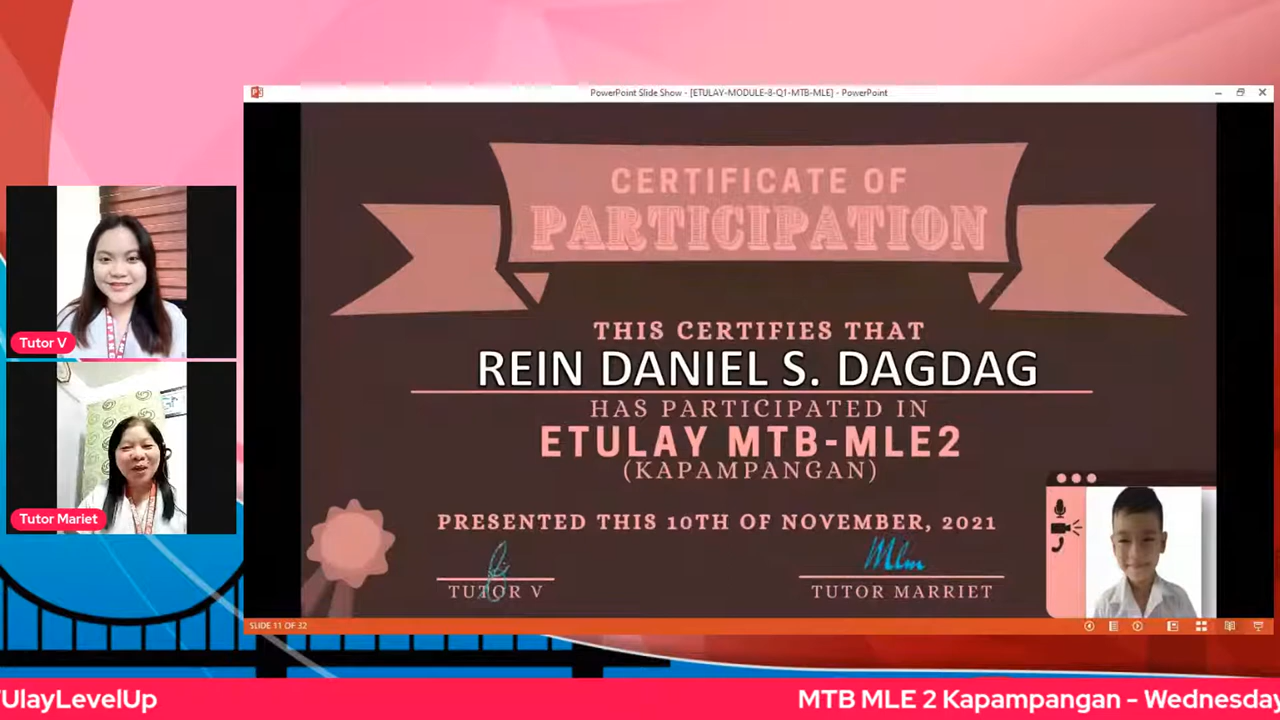 PowerPoint Slide Show - [ETULAY-MODULE-8-Q1-MTB-MLE] - PowerPoint
CERTIFICATE OF
PARTICIPATION
THIS CERTIFIES THAT
REIN DANIEL S. DAGDAG
HAS PARTICIPATED IN
ETULAY MTB-MLE2
(KAPAMPANGAN)
PRESENTED THIS 10TH OF NOVEMBER, 2021
Mlm
TUTOR V
TUTOR MARRIET
SLIDE 11 OF 32
Tutor V
Tutor Mariet
UlayLevelUp
MTB MLE 2 Kapampangan - Wednesday